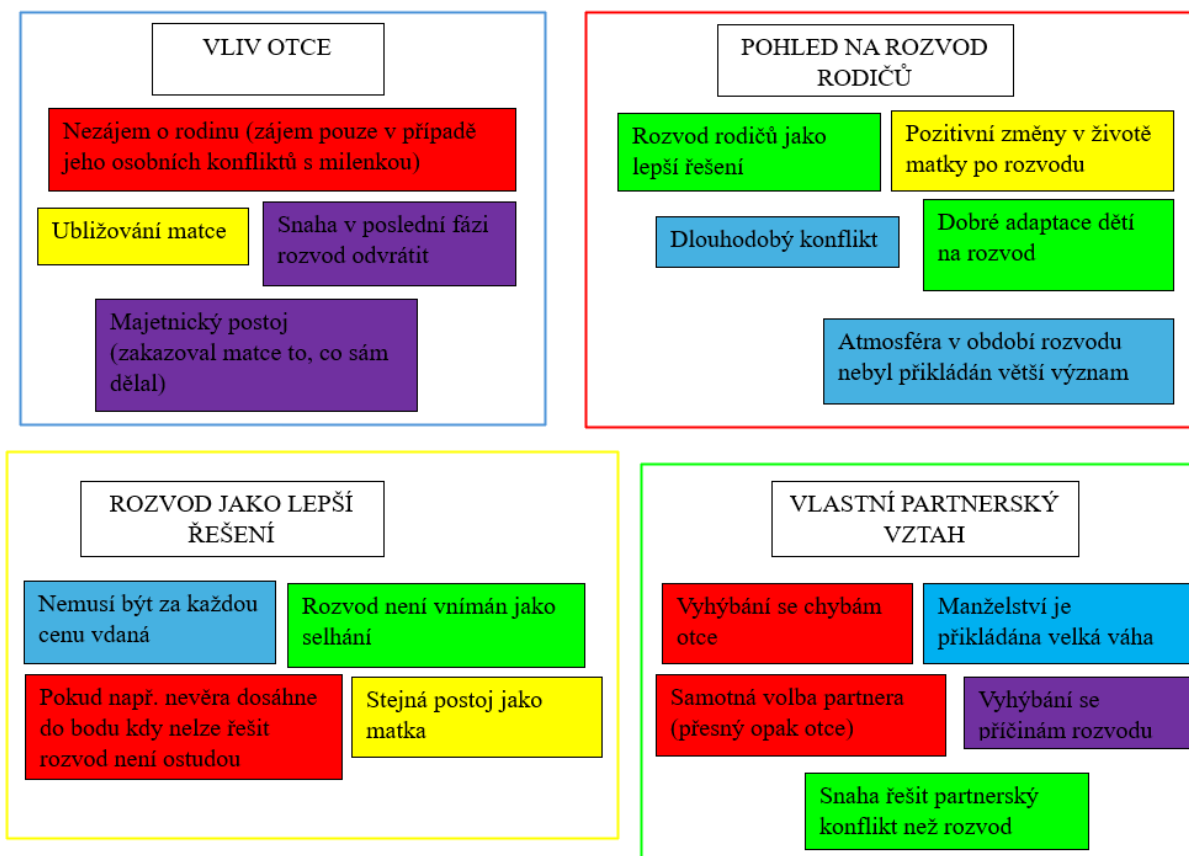 VLIV OTCE
Nezájem o rodinu (zájem pouze v případě
jeho osobních konfliktů s milenkou)
Ubližování matce
Snaha v poslední fázi
rozvod odvrátit
Majetnický postoj
(zakazoval matce to, co sám
dělal)
POHLED NA ROZVOD
RODIČŮ
Rozvod rodičů jako
lepší řešení
Pozitivní změny v životě
matky po rozvodu
Dlouhodobý konflikt
Dobré adaptace dětí
na rozvod
Atmosféra v období rozvodu
nebyl přikládán větší význam
ROZVOD JAKO LEPŠÍ
ŘEŠENÍ
Nemusí být za každou
cenu vdaná
Rozvod není vnímán jako
selhání
Pokud např. nevěra dosáhne
do bodu kdy nelze řešit
rozvod není ostudou
Stejná postoj jako
matka
VLASTNÍ PARTNERSKÝ
VZTAH
Vyhýbání se chybám
otce
Manželství je
přikládána velká váha
Samotná volba partnera
(přesný opak otce)
Vyhýbání se
příčinám rozvodu
Snaha řešit partnerský
konflikt než rozvod